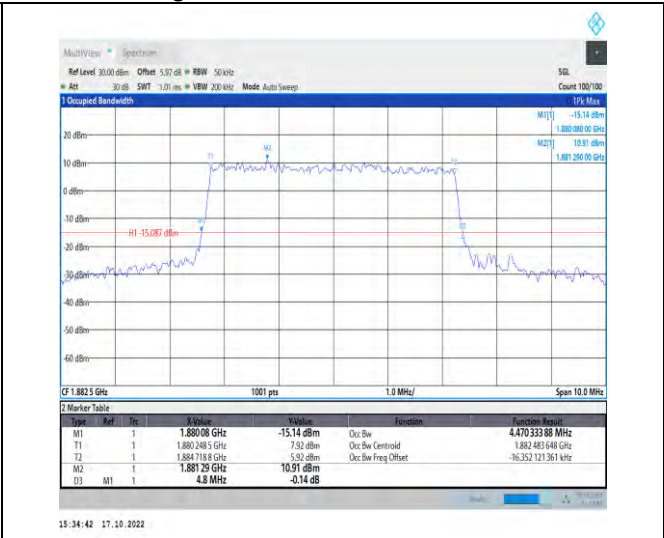 MultiView Spectrum
Ref Level 30.00 dBm Offset 5.97 dB RBW 50 kHz SGL
Att 30 dB SWT 1.01 ms VBW 200 kHz Mode Auto Sweep Count 100/100
1 Occupied Bandwidth 1Pk Max
M1[1] -15.14 dBm
1.880 080 00 GHz
20 dBm
M2[1] 10.91 dBm
1.881 290 00 GHz
M2
T1
10 dBm
0 dBm
-10 dBm
H1 -15.087 dBm
-20 dBm
-30 dBm
-40 dBm
-50 dBm
-60 dBm
CF 1.882 5 GHz 1001 pts 1.0 MHz/ Span 10.0 MHz
2 Marker Table
Type Ref Trc X-Value Y-Value Function Function Result
M1 1 1.88008 GHz -15.14 dBm Occ Bw 4.470 333 88 MHz
T1 1 1.880 248 5 GHz 7.92 dBm Occ Bw Centroid 1.882 483 648 GHz
T2 1 1.884 718 8 GHz 5.92 dBm Occ Bw Freq Offset -16.352 121 361 kHz
M2 1 1.881 29 GHz 10.91 dBm
D3 M1 1 4.8 MHz -0.14 dB
15:34:42 17.10.2022